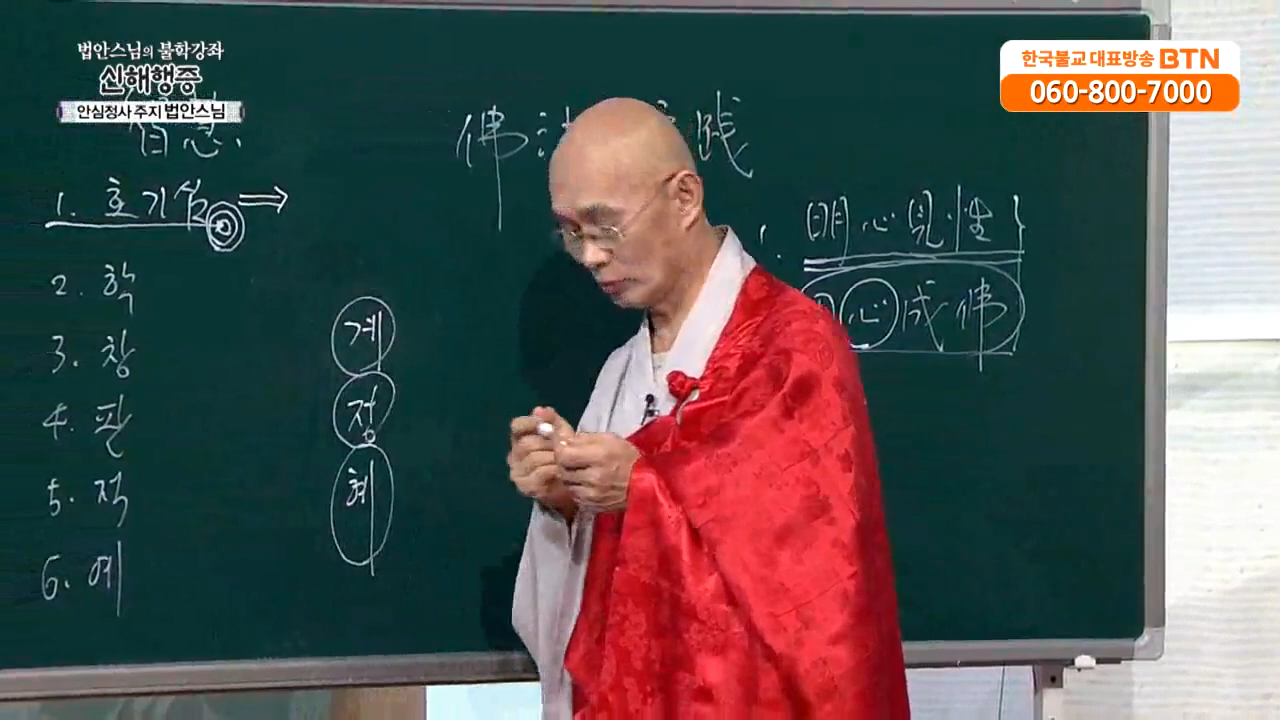 법안스님의 불학강좌
신해행증
안심정사 주지 법안스님
한국불교 대표방송 BTN
060-800-7000
1. 호기심
2. 학
3. 창
4. 판
5. 적
6. 예
계
정
혜
佛 践
明心見性
心成佛